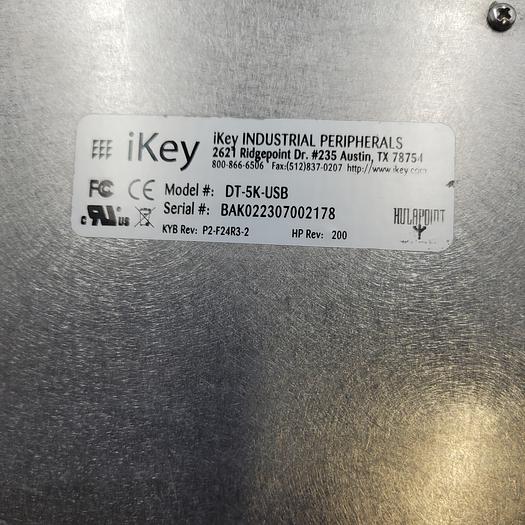 iKey
iKey INDUSTRIAL PERIPHERALS
2621 Ridgepoint Dr. #235 Austin, TX 78754
800-866-6506 Fax:(512)837-0207 http://www.ikey.com
FC CE Model #: DT-5K-USB
c UL US Serial #: BAK022307002178
HULAPOINT
KYB Rev: P2-F24R3-2 HP Rev: 200